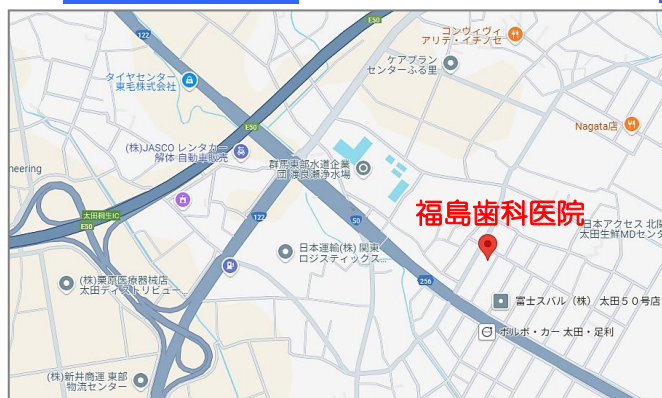 E50
122
コンヴィヴィ
アリテ・イチノセ
ケアプラン
センターふる里
タイヤセンター
東毛株式会社
Nagata店
E50
(株)JASCO レンタカー
解体 自動車販売
群馬東部水道企業
団 渡良瀬浄水場
neering
太田桐生IC
E50
122
50
福島歯科医院
日本アクセス 北関
太田生鮮MDセンタ
日本運輸(株) 関東
ロジスティックス...
(株)栗原医療器械店
太田ディストリビュー...
256
富士スバル（株） 太田５０号店
ボルボ・カー 太田・足利
(株)新井商運 東部
物流センター